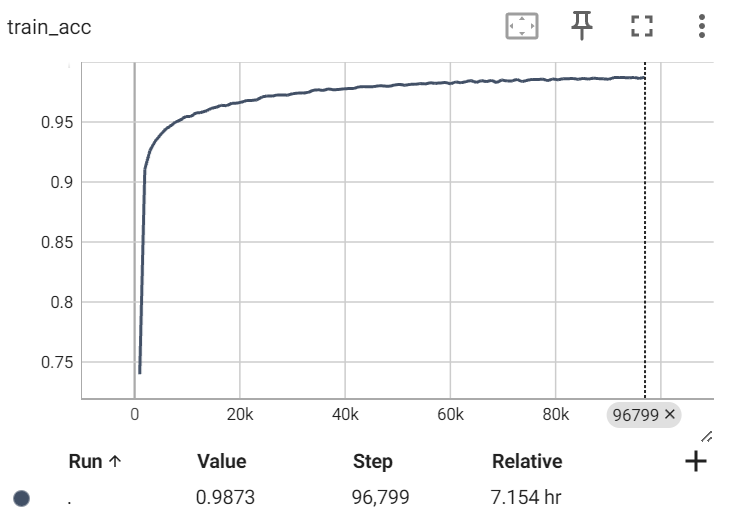 train_acc
0.95
0.9
0.85
0.8
0.75
0 20k 40k 60k 80k 96799 ✕
Run ↑ Value Step Relative +
. 0.9873 96,799 7.154 hr